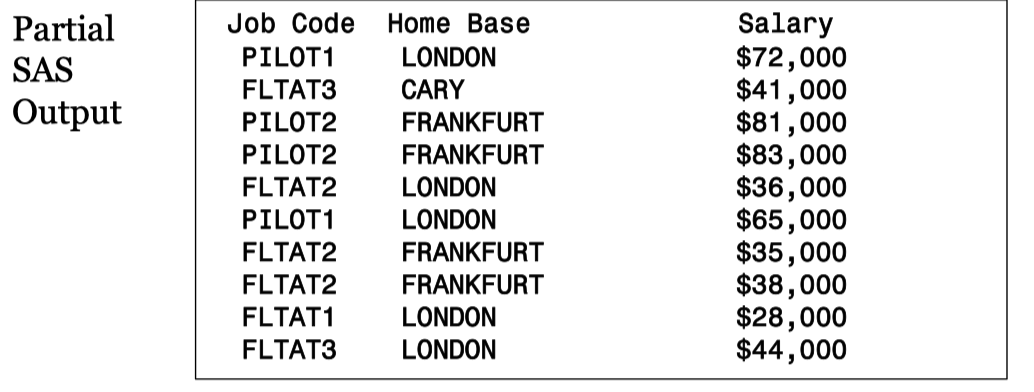 Partial
SAS
Output
Job Code Home Base Salary
PILOT1 LONDON $72,000
FLTAT3 CARY $41,000
PILOT2 FRANKFURT $81,000
PILOT2 FRANKFURT $83,000
FLTAT2 LONDON $36,000
PILOT1 LONDON $65,000
FLTAT2 FRANKFURT $35,000
FLTAT2 FRANKFURT $38,000
FLTAT1 LONDON $28,000
FLTAT3 LONDON $44,000